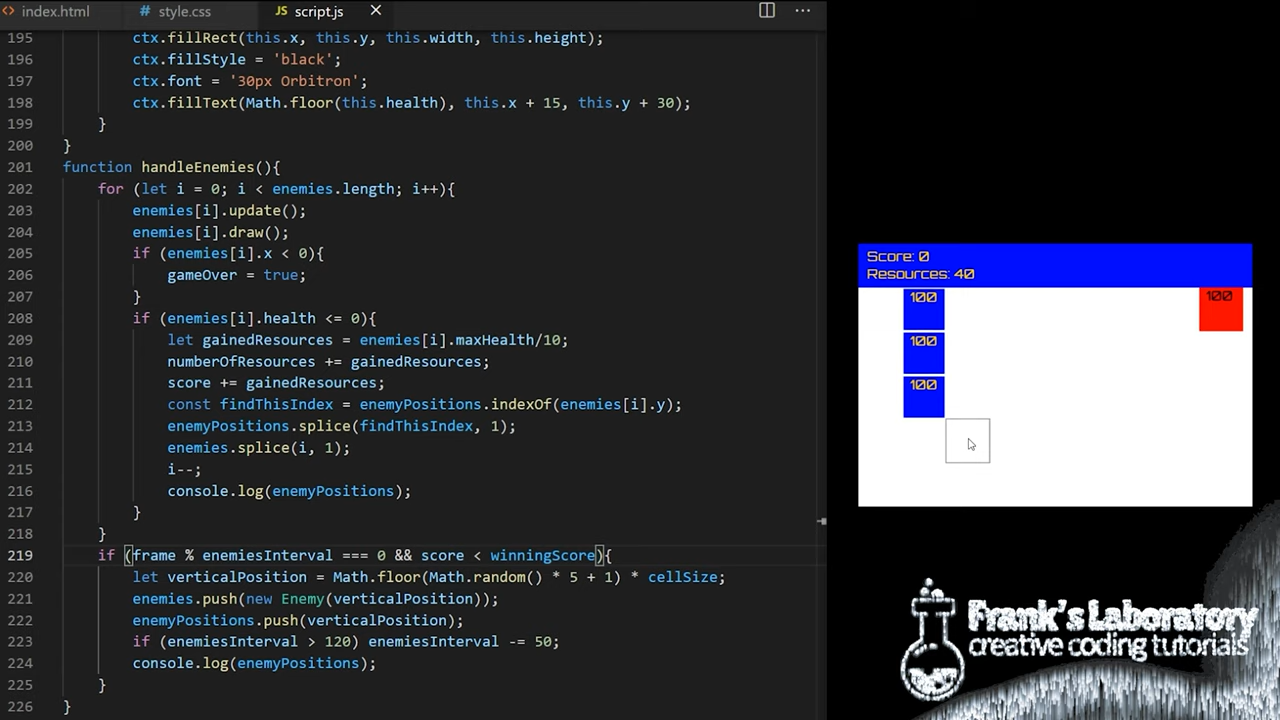 index.html style.css JS script.js
195 ctx.fillRect(this.x, this.y, this.width, this.height);
196 ctx.fillStyle = 'black';
197 ctx.font = '30px Orbitron';
198 ctx.fillText(Math.floor(this.health), this.x + 15, this.y + 30);
199 }
200 }
201 function handleEnemies(){
202 for (let i = 0; i < enemies.length; i++){
203 enemies[i].update();
204 enemies[i].draw();
205 if (enemies[i].x < 0){
206 gameOver = true;
207 }
208 if (enemies[i].health <= 0){
209 let gainedResources = enemies[i].maxHealth/10;
210 numberOfResources += gainedResources;
211 score += gainedResources;
212 const findThisIndex = enemyPositions.indexOf(enemies[i].y);
213 enemyPositions.splice(findThisIndex, 1);
214 enemies.splice(i, 1);
215 i--;
216 console.log(enemyPositions);
217 }
218 }
219 if (frame % enemiesInterval === 0 && score < winningScore){
220 let verticalPosition = Math.floor(Math.random() * 5 + 1) * cellSize;
221 enemies.push(new Enemy(verticalPosition));
222 enemyPositions.push(verticalPosition);
223 if (enemiesInterval > 120) enemiesInterval -= 50;
224 console.log(enemyPositions);
225 }
226 }
Score: 0
Resources: 40
100 100
100
100
Frank's Laboratory
creative coding tutorials